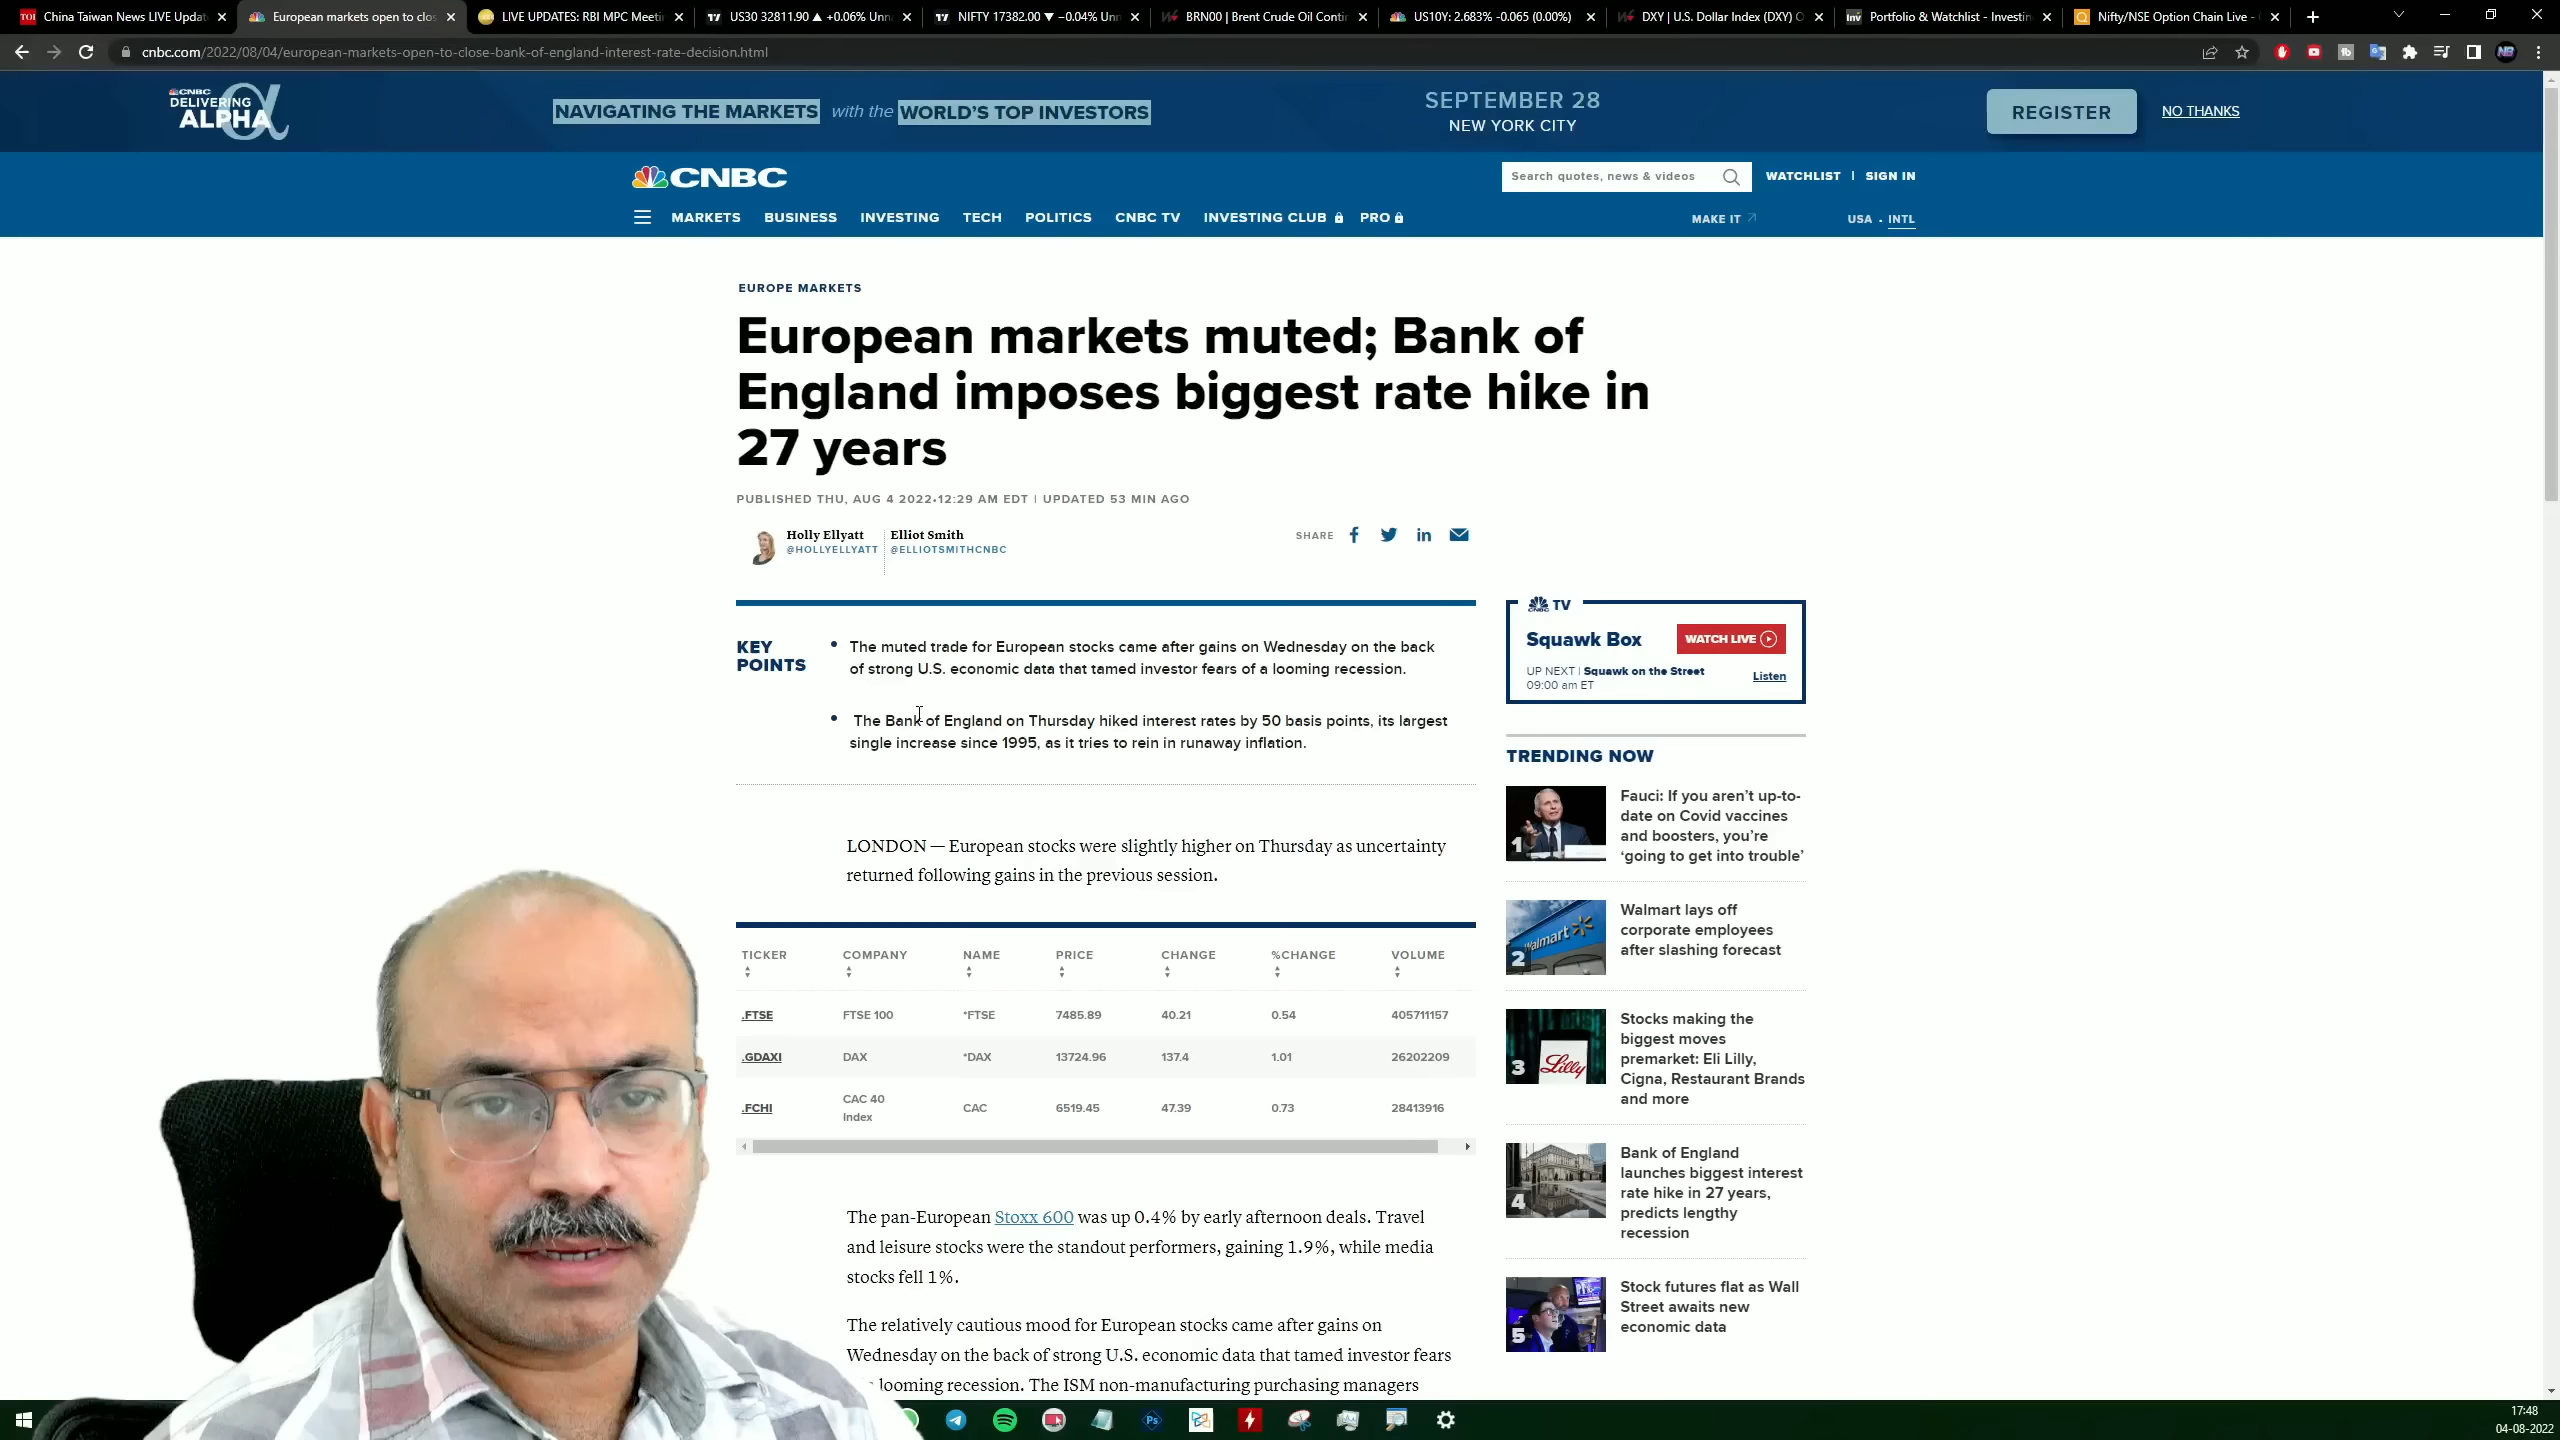 China Taiwan News LIVE Updat
European markets open to clos
LIVE UPDATES: RBI MPC Meeti
US30 32811.90 ▲ +0.06% Unn
NIFTY 17382.00 ▼ −0.04% Unn
BRN00 | Brent Crude Oil Contin
US10Y: 2.683% -0.065 (0.00%)
DXY | U.S. Dollar Index (DXY) O
Portfolio & Watchlist - Investin
Nifty/NSE Option Chain Live -
cnbc.com/2022/08/04/european-markets-open-to-close-bank-of-england-interest-rate-decision.html
CNBC
DELIVERING
ALPHA
NAVIGATING THE MARKETS with the WORLD'S TOP INVESTORS
SEPTEMBER 28
NEW YORK CITY
REGISTER
NO THANKS
CNBC
Search quotes, news & videos
WATCHLIST | SIGN IN
MARKETS BUSINESS INVESTING TECH POLITICS CNBC TV INVESTING CLUB PRO
MAKE IT
USA • INTL
EUROPE MARKETS
European markets muted; Bank of
England imposes biggest rate hike in
27 years
PUBLISHED THU, AUG 4 2022•12:29 AM EDT | UPDATED 53 MIN AGO
Holly Ellyatt
@HOLLYELLYATT
Elliot Smith
@ELLIOTSMITHCNBC
SHARE
KEY
POINTS
• The muted trade for European stocks came after gains on Wednesday on the back
of strong U.S. economic data that tamed investor fears of a looming recession.
• The Bank of England on Thursday hiked interest rates by 50 basis points, its largest
single increase since 1995, as it tries to rein in runaway inflation.
LONDON — European stocks were slightly higher on Thursday as uncertainty
returned following gains in the previous session.
TICKER COMPANY NAME PRICE CHANGE %CHANGE VOLUME
.FTSE FTSE 100 *FTSE 7485.89 40.21 0.54 405711157
.GDAXI DAX *DAX 13724.96 137.4 1.01 26202209
.FCHI CAC 40 Index CAC 6519.45 47.39 0.73 28413916
The pan-European Stoxx 600 was up 0.4% by early afternoon deals. Travel
and leisure stocks were the standout performers, gaining 1.9%, while media
stocks fell 1%.
The relatively cautious mood for European stocks came after gains on
Wednesday on the back of strong U.S. economic data that tamed investor fears
looming recession. The ISM non-manufacturing purchasing managers
CNBC TV
Squawk Box
WATCH LIVE
UP NEXT | Squawk on the Street
09:00 am ET
Listen
TRENDING NOW
1
Fauci: If you aren't up-to-
date on Covid vaccines
and boosters, you're
'going to get into trouble'
Walmart
2
Walmart lays off
corporate employees
after slashing forecast
Lilly
3
Stocks making the
biggest moves
premarket: Eli Lilly,
Cigna, Restaurant Brands
and more
4
Bank of England
launches biggest interest
rate hike in 27 years,
predicts lengthy
recession
5
Stock futures flat as Wall
Street awaits new
economic data
17:48
04-08-2022